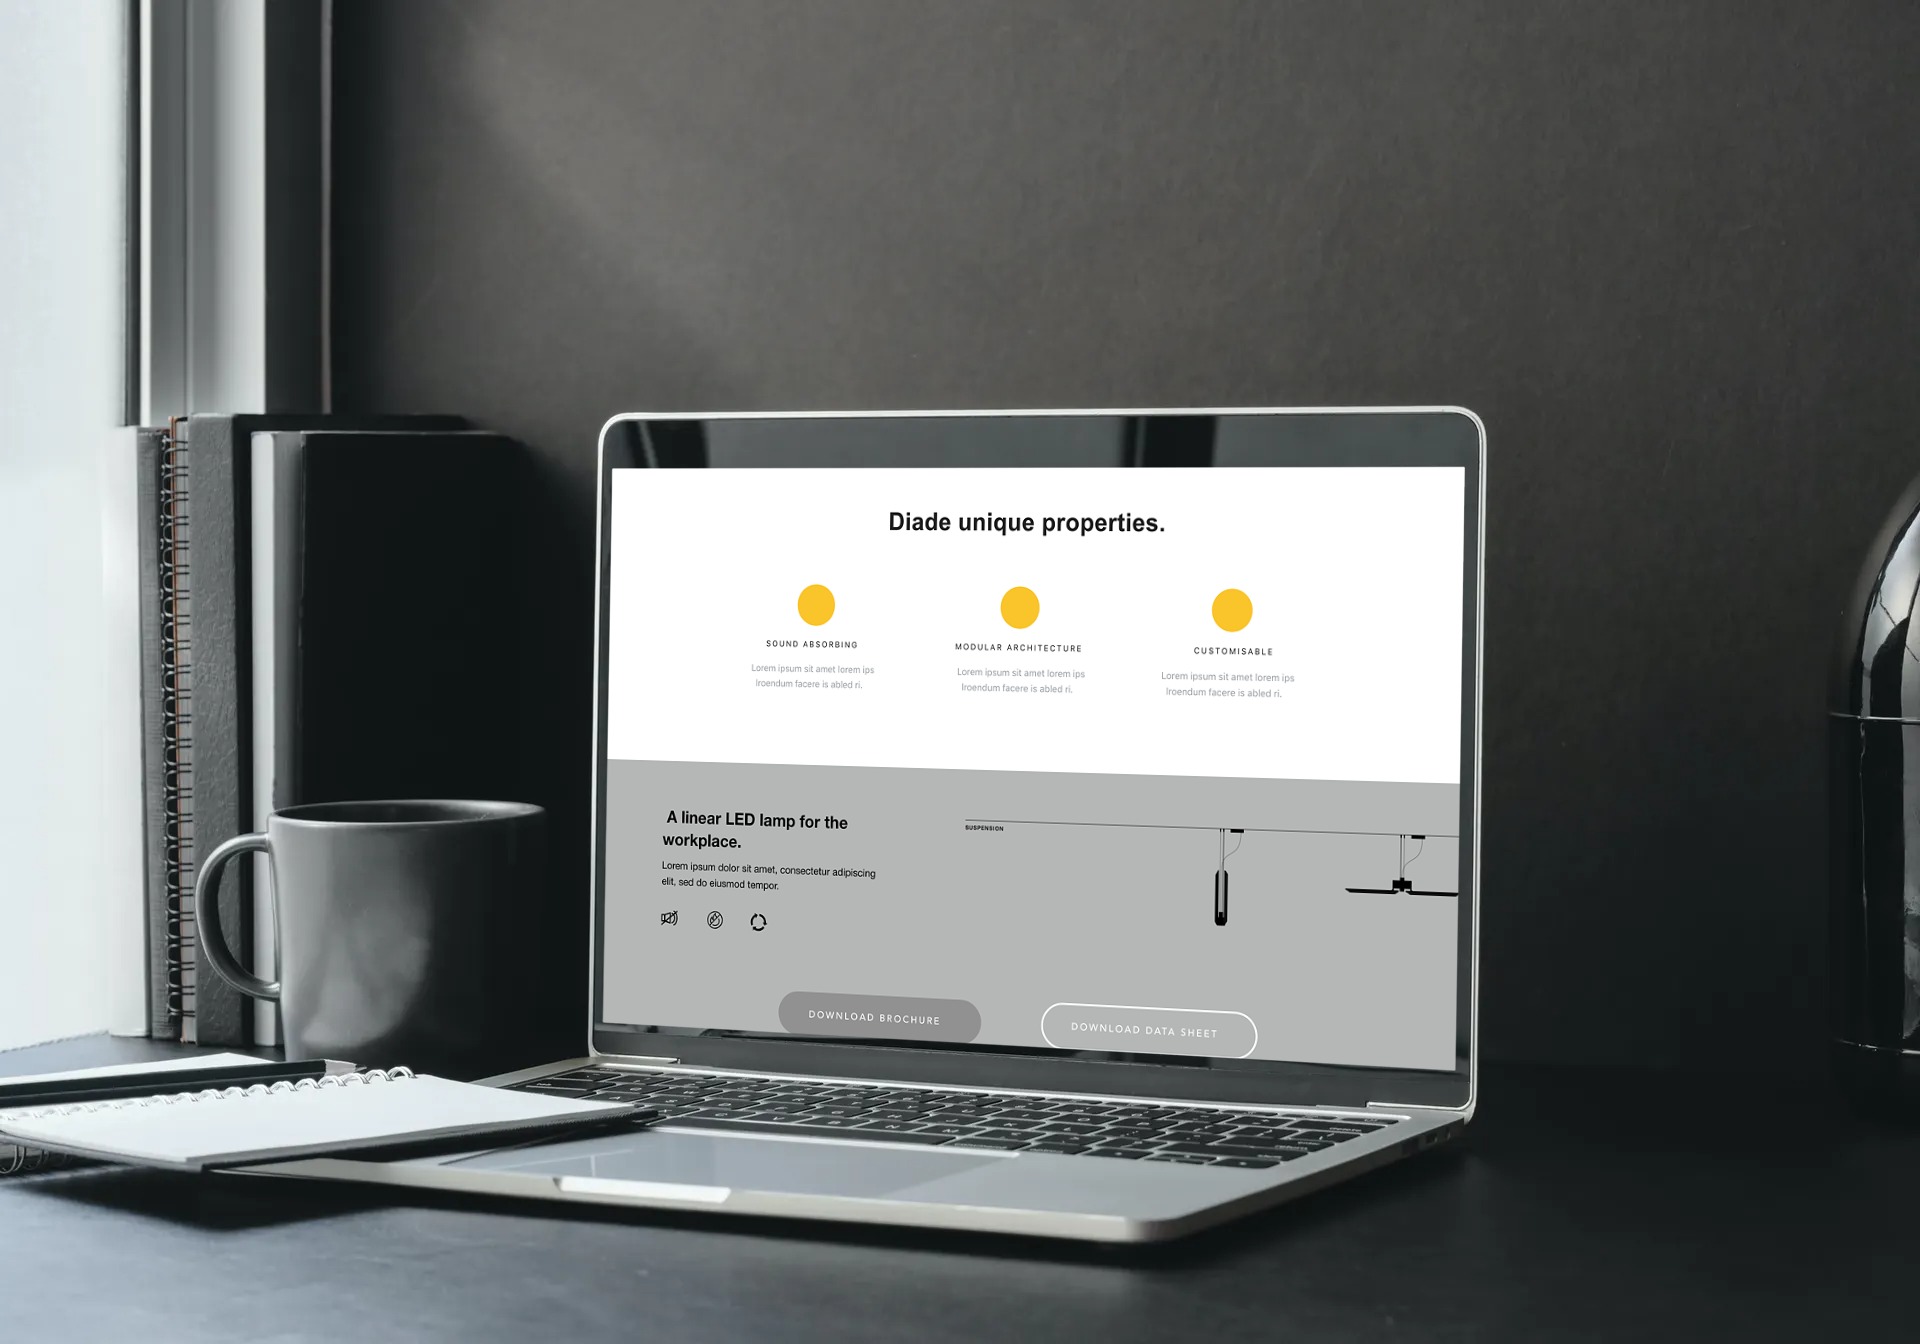 Diade unique properties.
SOUND ABSORBING
Lorem ipsum sit amet lorem ips
lroendum facere is abled ri.
MODULAR ARCHITECTURE
Lorem ipsum sit amet lorem ips
lroendum facere is abled ri.
CUSTOMISABLE
Lorem ipsum sit amet lorem ips
lroendum facere is abled ri.
A linear LED lamp for the
workplace.
Lorem ipsum dolor sit amet, consectetur adipiscing
elit, sed do eiusmod tempor.
SUSPENSION
DOWNLOAD BROCHURE
DOWNLOAD DATA SHEET